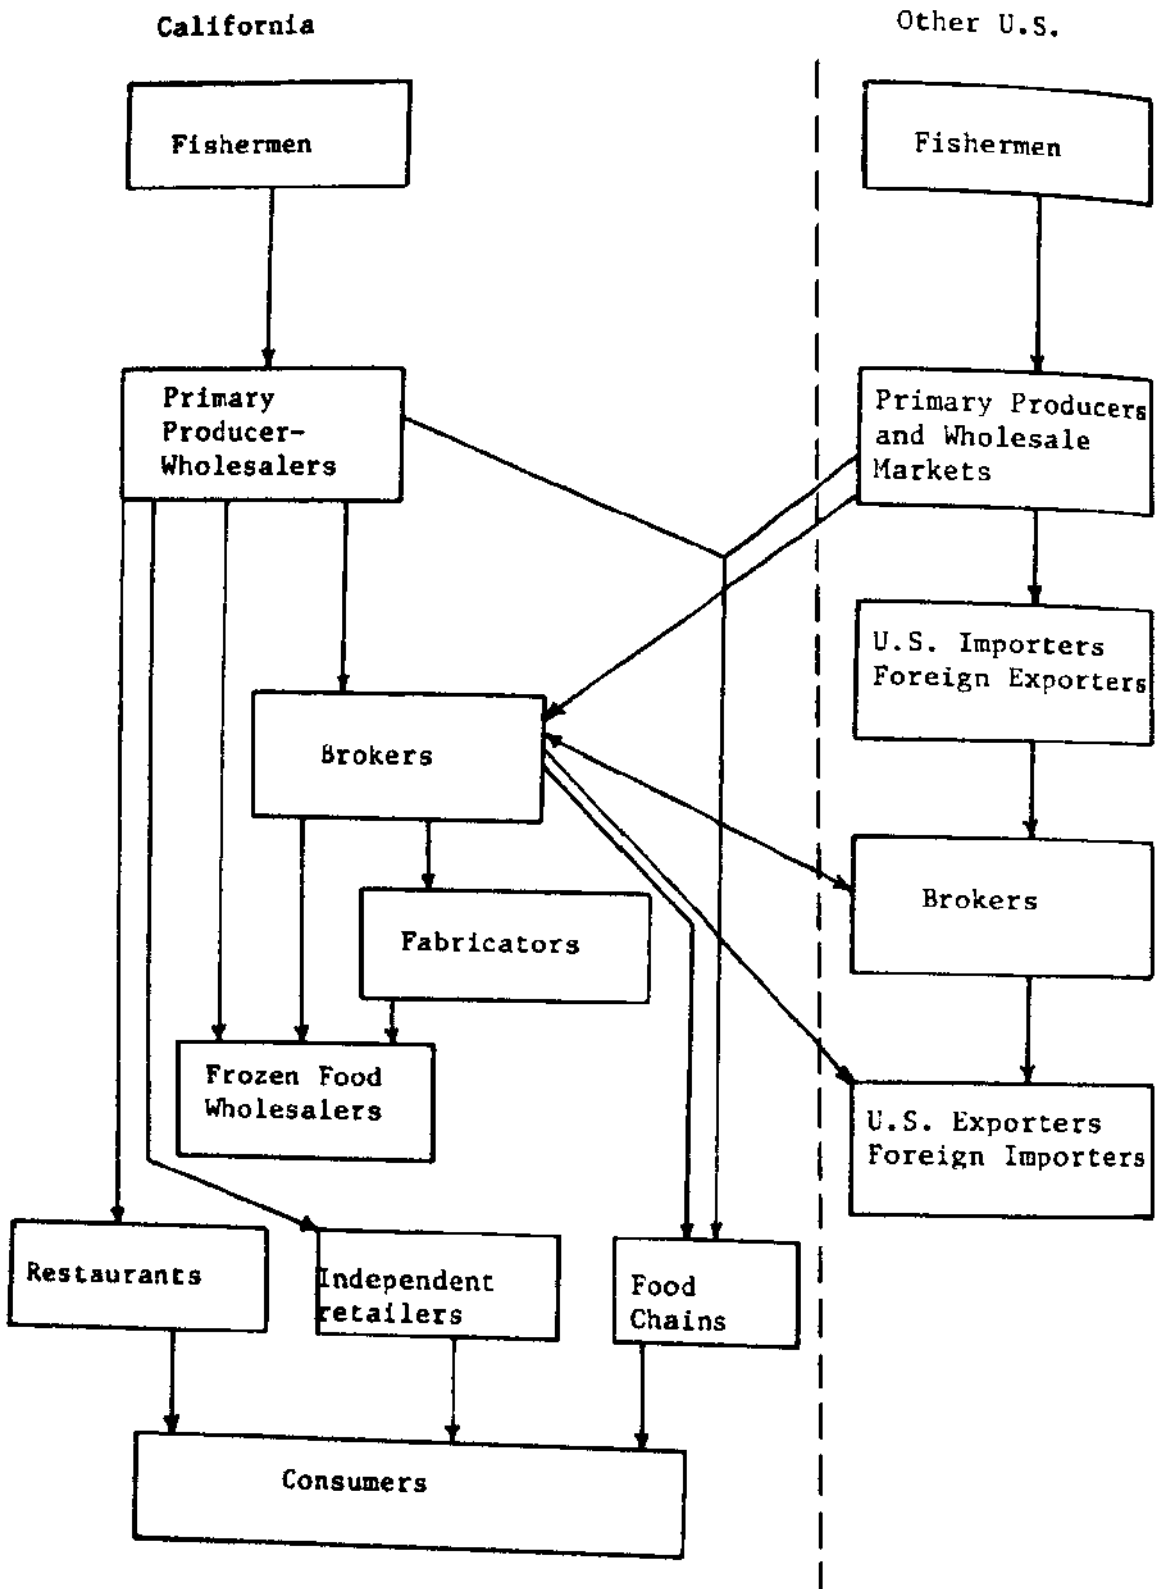 California
Other U.S.
Fishermen
Fishermen
Primary
Producer-
Wholesalers
Primary Producers
and Wholesale
Markets
U.S. Importers
Foreign Exporters
Brokers
Brokers
Fabricators
Frozen Food
Wholesalers
U.S. Exporters
Foreign Importers
Restaurants
Independent
retailers
Food
Chains
Consumers